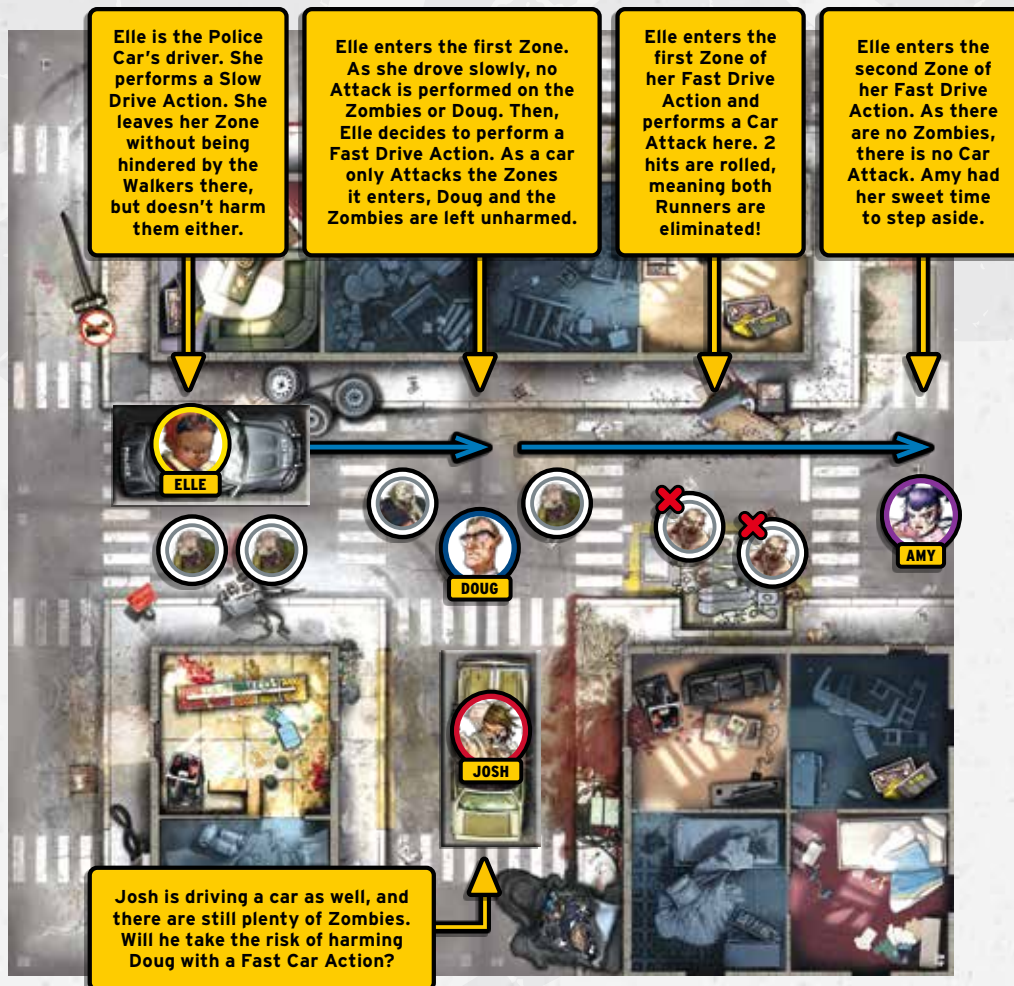 Elle is the Police
Car's driver. She
performs a Slow
Drive Action. She
leaves her Zone
without being
hindered by the
Walkers there,
but doesn't harm
them either.
Elle enters the first Zone.
As she drove slowly, no
Attack is performed on the
Zombies or Doug. Then,
Elle decides to perform a
Fast Drive Action. As a car
only Attacks the Zones
it enters, Doug and the
Zombies are left unharmed.
Elle enters the
first Zone of
her Fast Drive
Action and
performs a Car
Attack here. 2
hits are rolled,
meaning both
Runners are
eliminated!
Elle enters the
second Zone of
her Fast Drive
Action. As there
are no Zombies,
there is no Car
Attack. Amy had
her sweet time
to step aside.
ELLE
DOUG
AMY
JOSH
Josh is driving a car as well, and
there are still plenty of Zombies.
Will he take the risk of harming
Doug with a Fast Car Action?